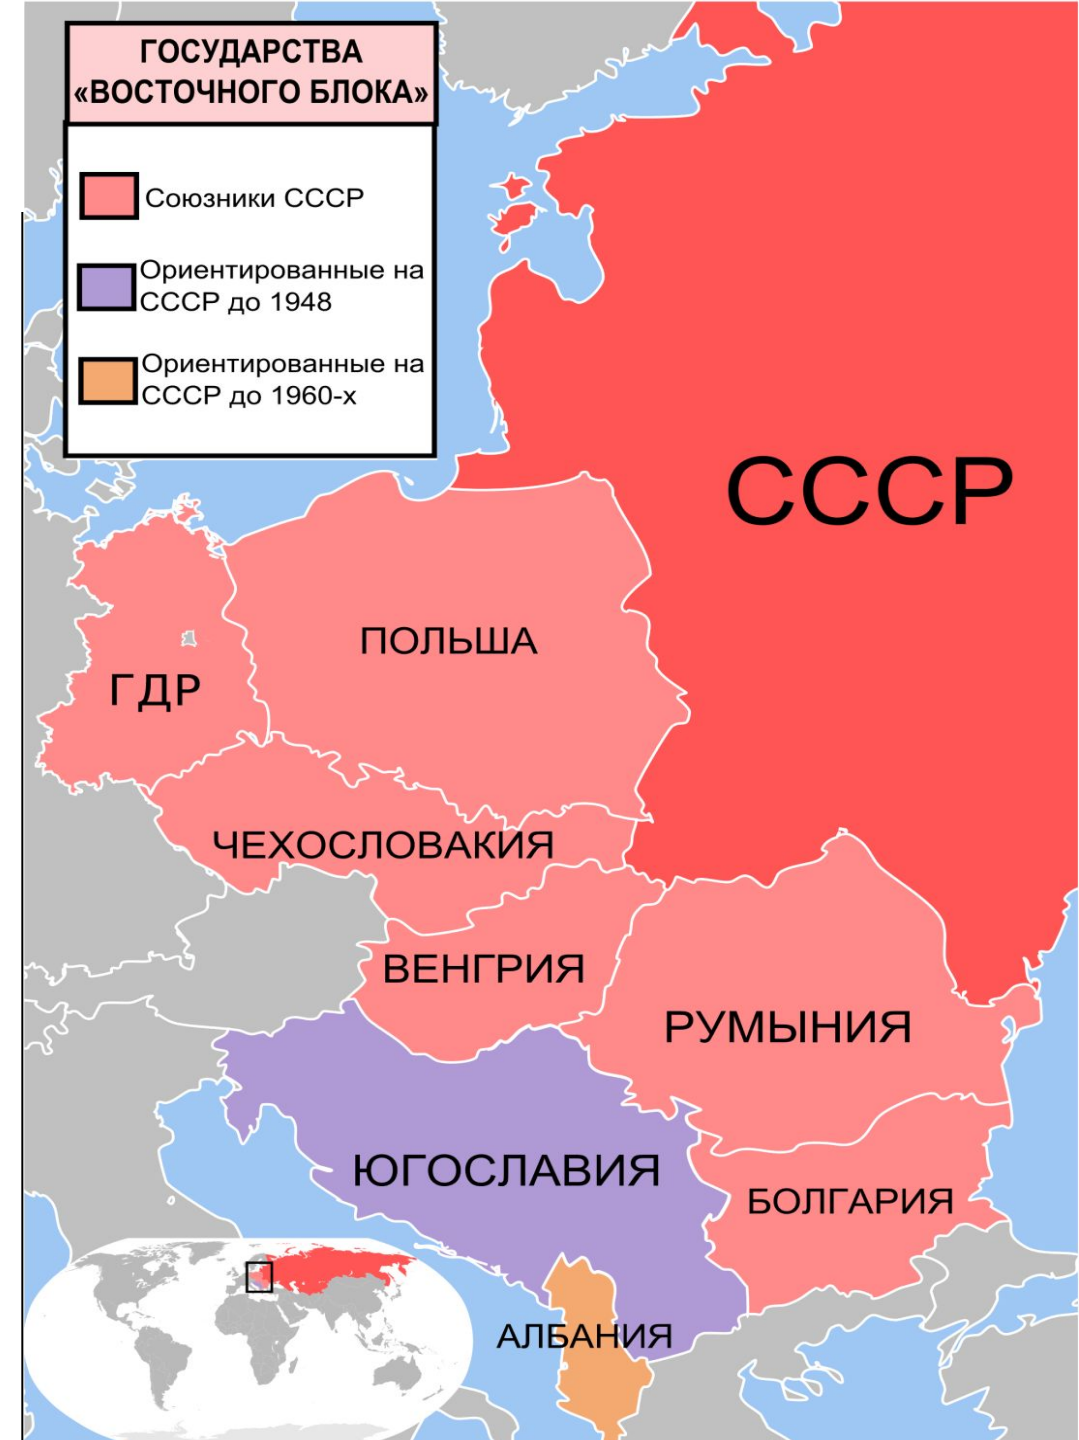 ГОСУДАРСТВА
«ВОСТОЧНОГО БЛОКА»
Союзники СССР
Ориентированные на
СССР до 1948
Ориентированные на
СССР до 1960-х
СССР
ПОЛЬША
ГДР
ЧЕХОСЛОВАКИЯ
ВЕНГРИЯ
РУМЫНИЯ
ЮГОСЛАВИЯ
БОЛГАРИЯ
АЛБАНИЯ